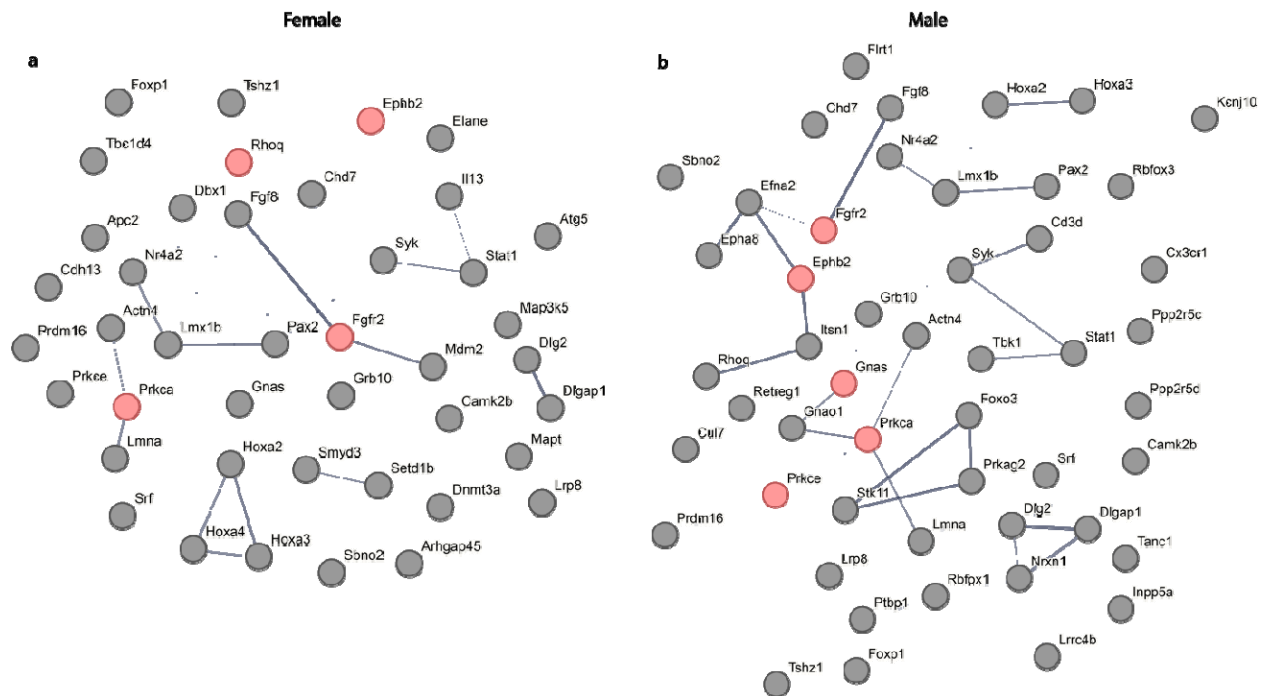 Female
a
Foxp1
Tshz1
Ephb2
Elane
Tbc1d4
Rhoq
Chd7
Il13
Dbx1
Fgf8
Apc2
Atg5
Nr4a2
Syk
Stat1
Cdh13
Actn4
Map3k5
Prdm16
Lmx1b
Pax2
Fgfr2
Mdm2
Dlg2
Prkce
Prkca
Gnas
Grb10
Dlgap1
Camk2b
Lmna
Hoxa2
Smyd3
Setd1b
Mapt
Srf
Dnmt3a
Lrp8
Hoxa4
Hoxa3
Sbno2
Arhgap45
Male
b
Flrt1
Chd7
Fgf8
Hoxa2
Hoxa3
Kcnj10
Nr4a2
Sbno2
Efna2
Lmx1b
Pax2
Rbfox3
Fgfr2
Epha8
Cd3d
Syk
Ephb2
Cx3cr1
Grb10
Itsn1
Actn4
Ppp2r5c
Tbk1
Stat1
Rhoq
Gnas
Retreg1
Gnao1
Prkca
Foxo3
Ppp2r5d
Cul7
Camk2b
Prkce
Stk11
Prkag2
Srf
Prdm16
Lmna
Dlg2
Dlgap1
Tanc1
Nrxn1
Lrp8
Rbfpx1
Inpp5a
Ptbp1
Lrrc4b
Foxp1
Tshz1